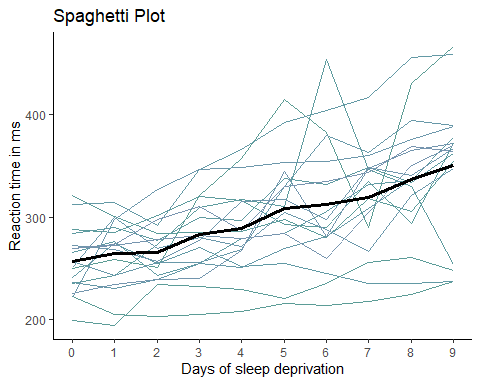 Spaghetti Plot
Reaction time in ms
400
300
200
0 1 2 3 4 5 6 7 8 9
Days of sleep deprivation